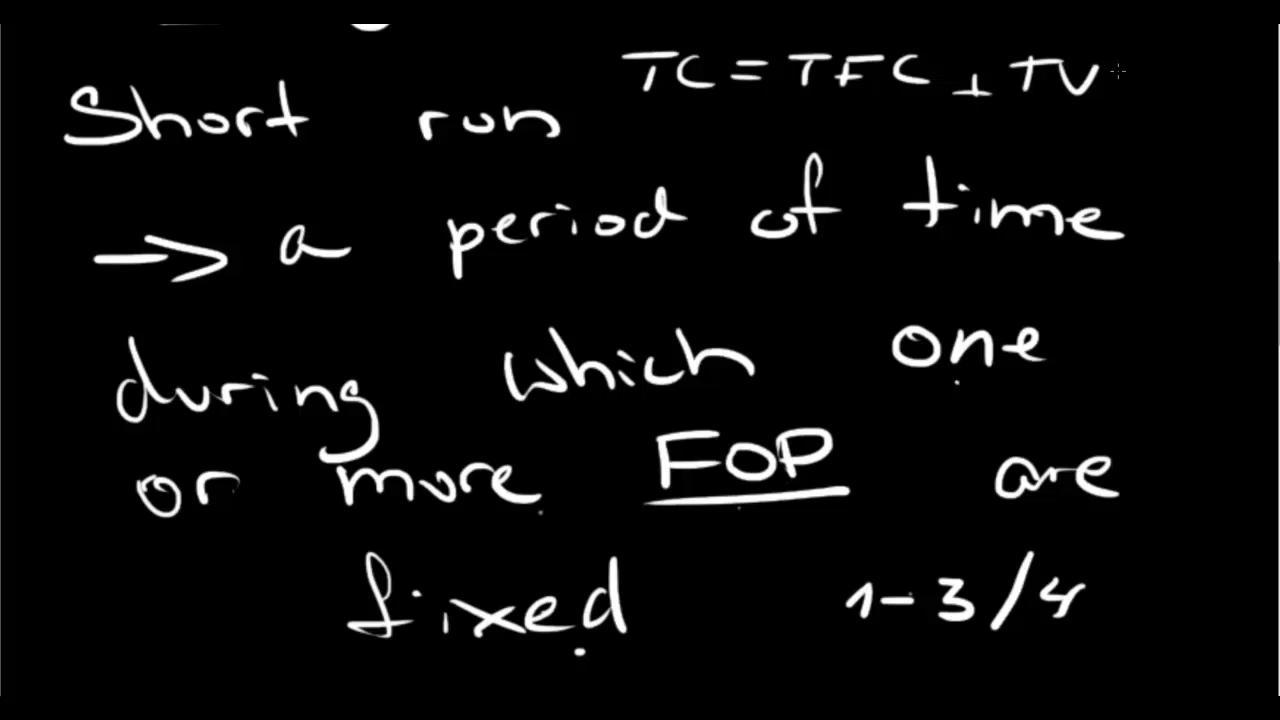 TC = TFC + TV
Short run
→ a period of time
during which one
or more FOP are
fixed 1-3/4